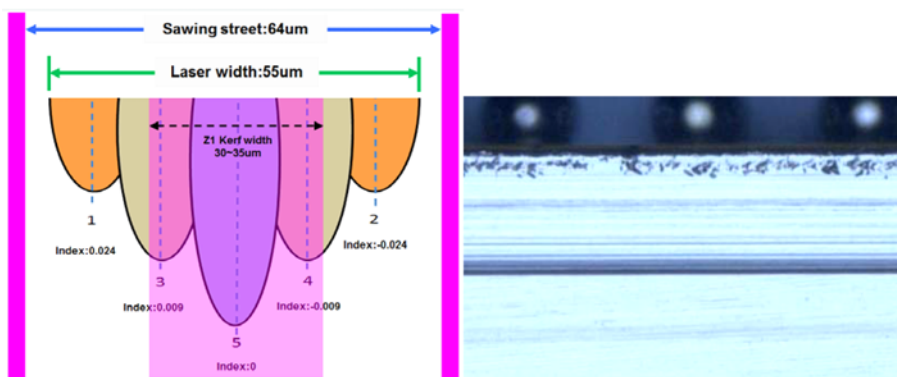 Sawing street:64um
Laser width:55um
Z1 Kerf width
30~35um
1
2
Index:0.024
Index:-0.024
3
4
Index:0.009
Index:-0.009
5
Index:0